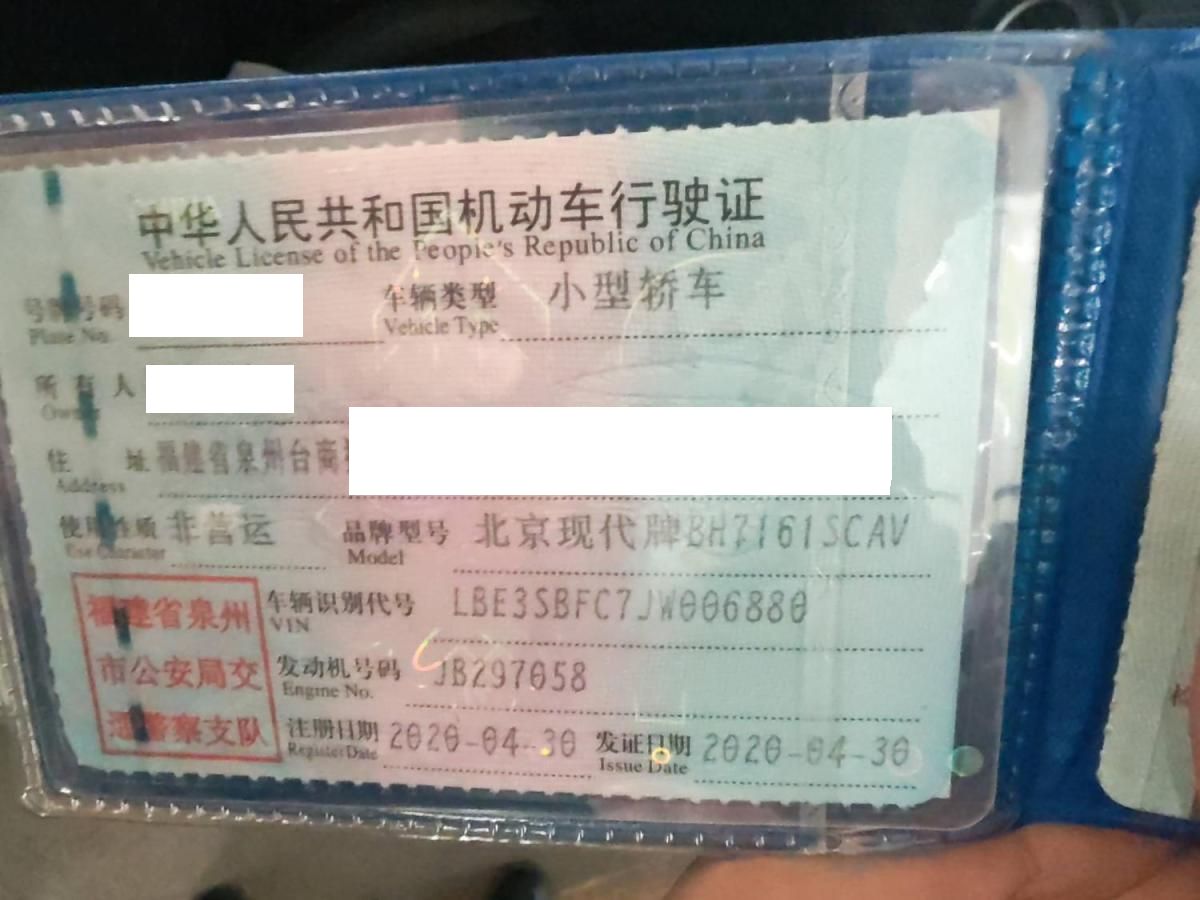 中华人民共和国机动车行驶证
Vehicle License of the People's Republic of China
号牌号码 车辆类型 小型轿车
Plate No. Vehicle Type
所有人
Owner
住址 福建省泉州台商
Address
使用性质 非营运 品牌型号 北京现代牌BH7161SCAV
Use Character Model
福建省泉州
市公安局交
通警察支队
车辆识别代号 LBE3SBFC7JW006880
VIN
发动机号码 JB297058
Engine No.
注册日期 2020-04-30 发证日期 2020-04-30
Register Date Issue Date